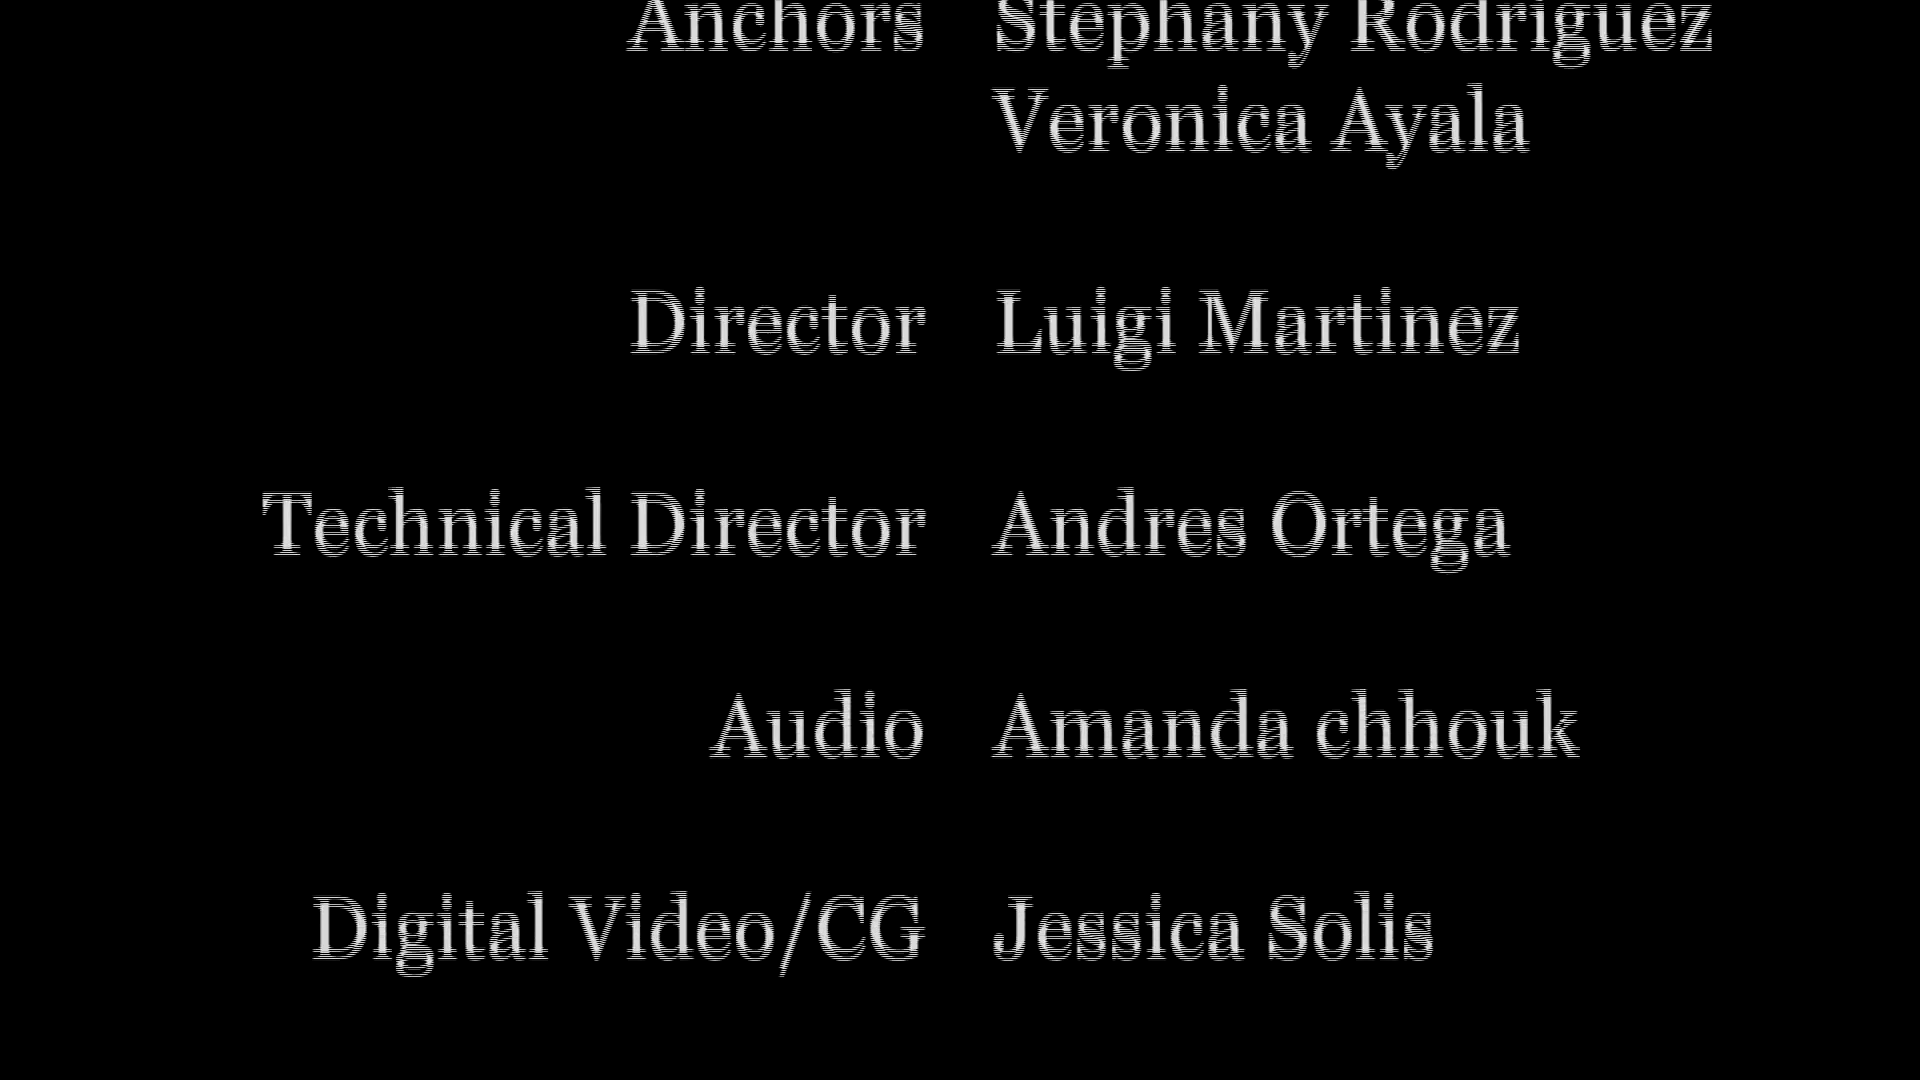 Anchors Stephany Rodriguez
Veronica Ayala
Director Luigi Martinez
Technical Director Andres Ortega
Audio Amanda chhouk
Digital Video/CG Jessica Solis